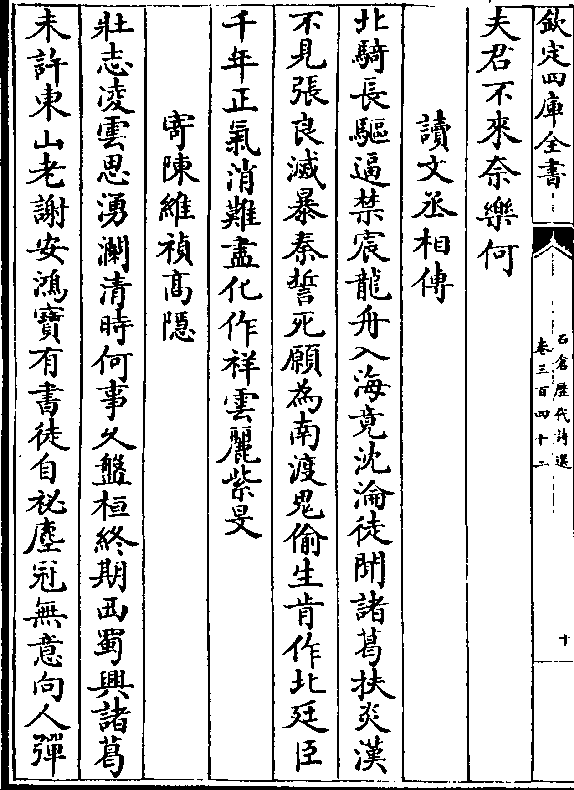 欽定四庫全書
石倉歷代詩選
卷三百四十二
十
夫君不來奈樂何
讀文丞相傳
北騎長驅逼禁宸龍舟入海竟沈淪徒聞諸葛扶炎漢
不見張良滅暴秦誓死願為南渡鬼偷生肯作北廷臣
千年正氣消難盡化作祥雲麗紫旻
寄陳維禎高隱
壯志凌雲思湧瀾清時何事久盤桓終期西蜀興諸葛
未許東山老謝安鴻寶有書徒自祕塵冠無意向人彈